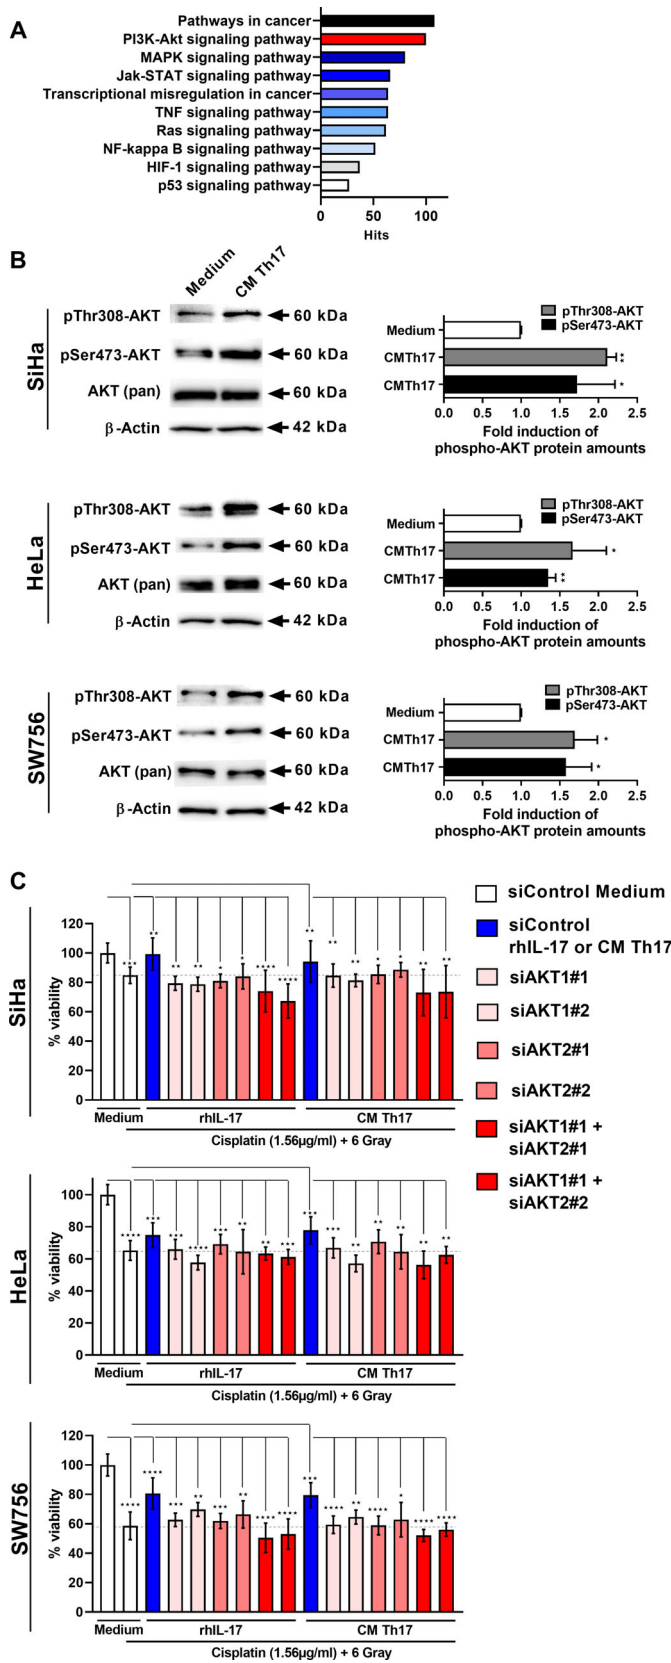 A
Pathways in cancer
PI3K-Akt signaling pathway
MAPK signaling pathway
Jak-STAT signaling pathway
Transcriptional misregulation in cancer
TNF signaling pathway
Ras signaling pathway
NF-kappa B signaling pathway
HIF-1 signaling pathway
p53 signaling pathway
0 50 100
Hits
B
Medium CM Th17
SiHa
pThr308-AKT 60 kDa
pSer473-AKT 60 kDa
AKT (pan) 60 kDa
β-Actin 42 kDa
pThr308-AKT
pSer473-AKT
Medium
CMTh17 **
CMTh17 *
0.0 0.5 1.0 1.5 2.0 2.5
Fold induction of
phospho-AKT protein amounts
HeLa
pThr308-AKT 60 kDa
pSer473-AKT 60 kDa
AKT (pan) 60 kDa
β-Actin 42 kDa
pThr308-AKT
pSer473-AKT
Medium
CMTh17 *
CMTh17 **
0.0 0.5 1.0 1.5 2.0 2.5
Fold induction of
phospho-AKT protein amounts
SW756
pThr308-AKT 60 kDa
pSer473-AKT 60 kDa
AKT (pan) 60 kDa
β-Actin 42 kDa
pThr308-AKT
pSer473-AKT
Medium
CMTh17 *
CMTh17 *
0.0 0.5 1.0 1.5 2.0 2.5
Fold induction of
phospho-AKT protein amounts
C
siControl Medium
siControl
rhIL-17 or CM Th17
siAKT1#1
siAKT1#2
siAKT2#1
siAKT2#2
siAKT1#1 +
siAKT2#1
siAKT1#1 +
siAKT2#2
SiHa
% viability
120
100
80
60
40
20
0
*** ** ** ** * * **** **** ** ** ** * * ** **
Medium rhIL-17 CM Th17
Cisplatin (1.56µg/ml) + 6 Gray
HeLa
% viability
100
80
60
40
20
0
**** *** *** **** *** ** ** *** *** *** ** ** ** ** **
Medium rhIL-17 CM Th17
Cisplatin (1.56µg/ml) + 6 Gray
SW756
% viability
120
100
80
60
40
20
0
**** **** *** ** *** ** **** **** *** **** ** **** * **** ****
Medium rhIL-17 CM Th17
Cisplatin (1.56µg/ml) + 6 Gray